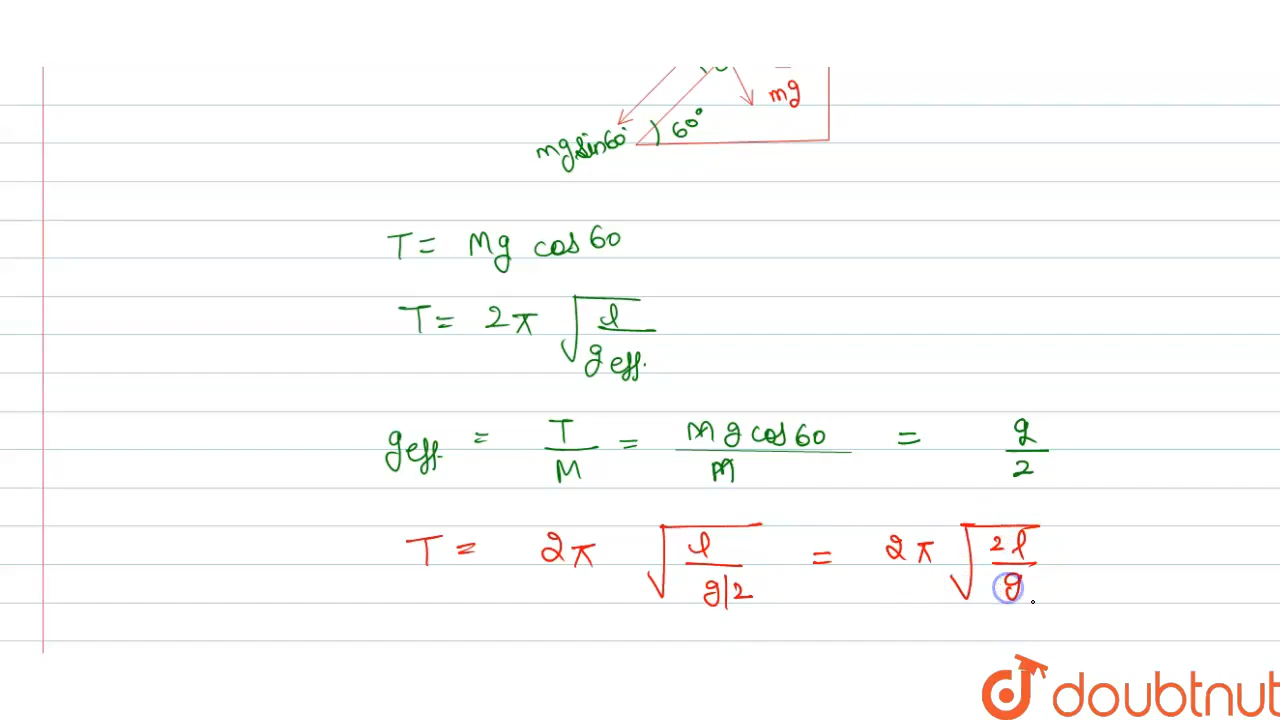 mg
60°
mg sin60°
T = Mg cos 60
T = 2π √(l / g eff.)
g eff. = T / M = Mg cos 60 / M = g / 2
T = 2π √(l / g|2) = 2π √(2l / g)
doubtnut